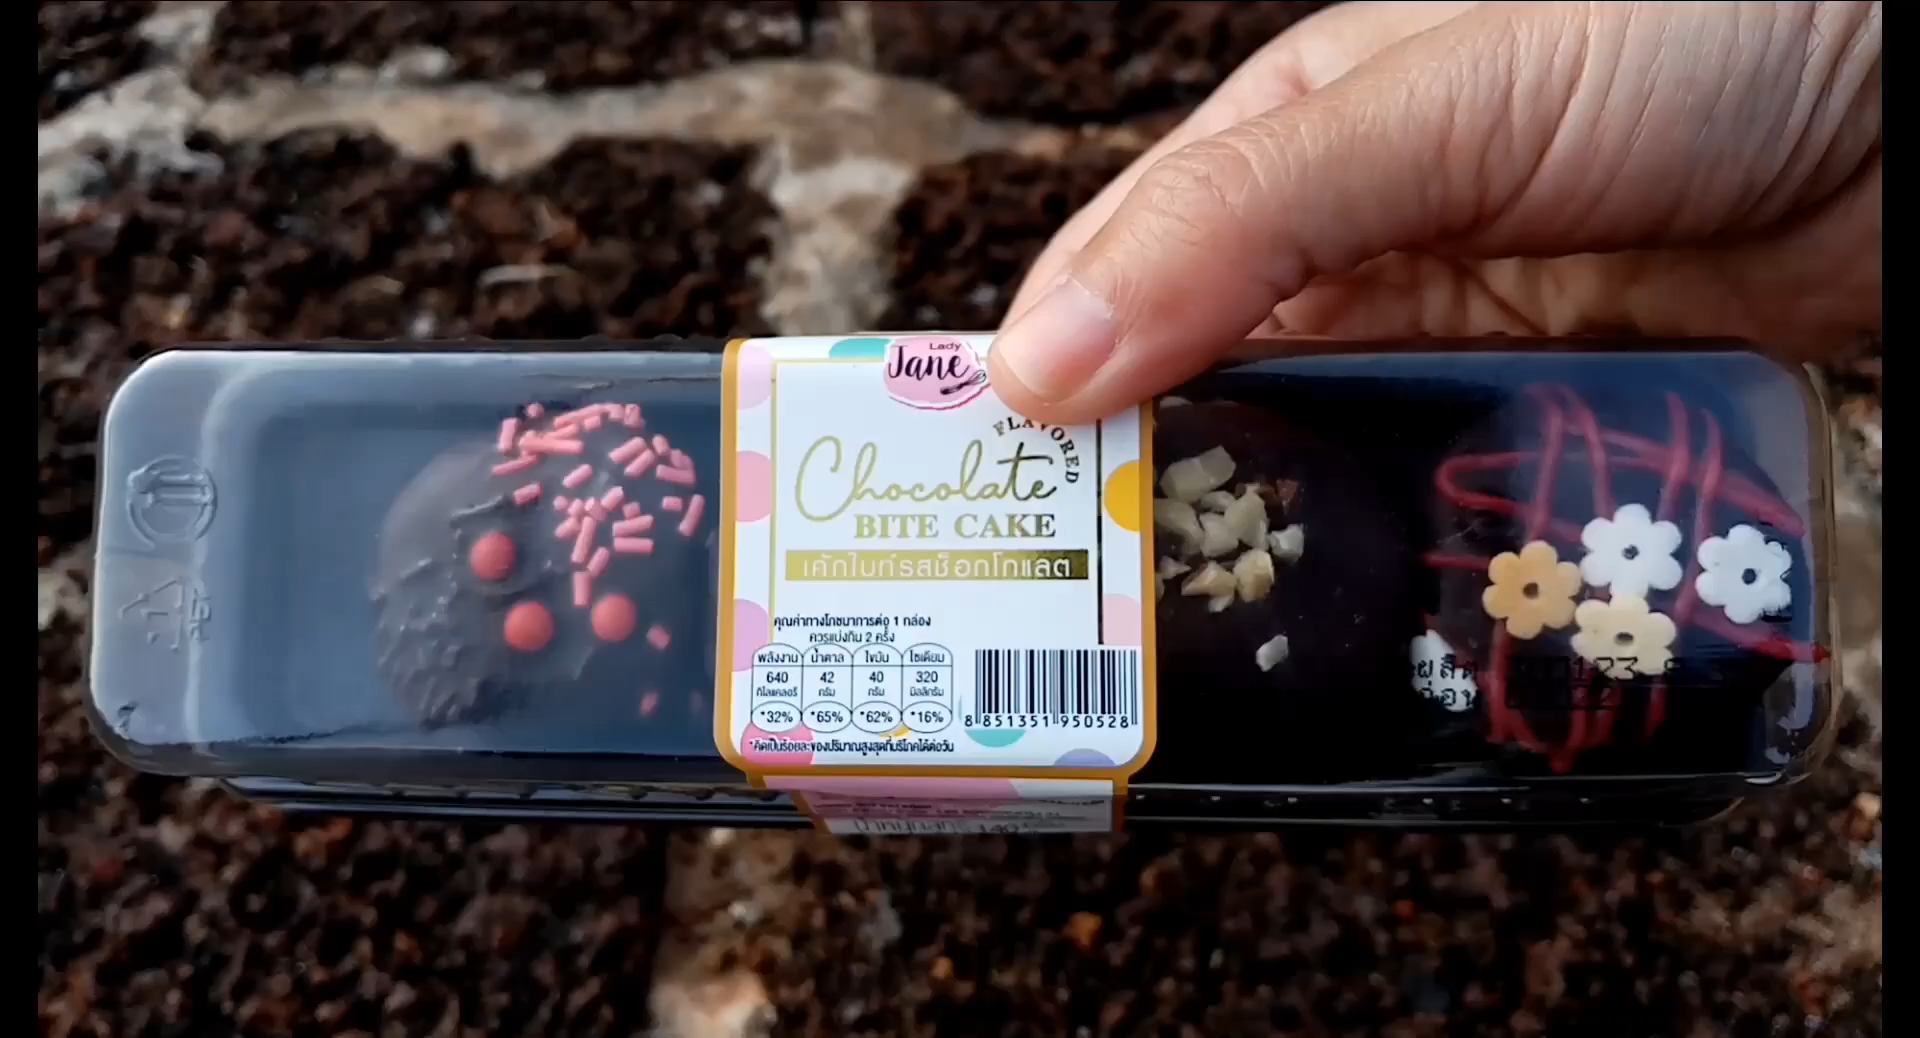 Lady
Jane
FLAVORED
Chocolate
BITE CAKE
เค้กไบท์รสช็อกโกแลต
คุณค่าทางโภชนาการต่อ 1 กล่อง
ควรแบ่งกิน 2 ครั้ง
พลังงาน น้ำตาล ไขมัน โซเดียม
640 42 40 320
กิโลแคลอรี กรัม กรัม มิลลิกรัม
*32% *65% *62% *16%
*คิดเป็นร้อยละของปริมาณสูงสุดที่บริโภคได้ต่อวัน
8 851351 950528
ผลิต
PET